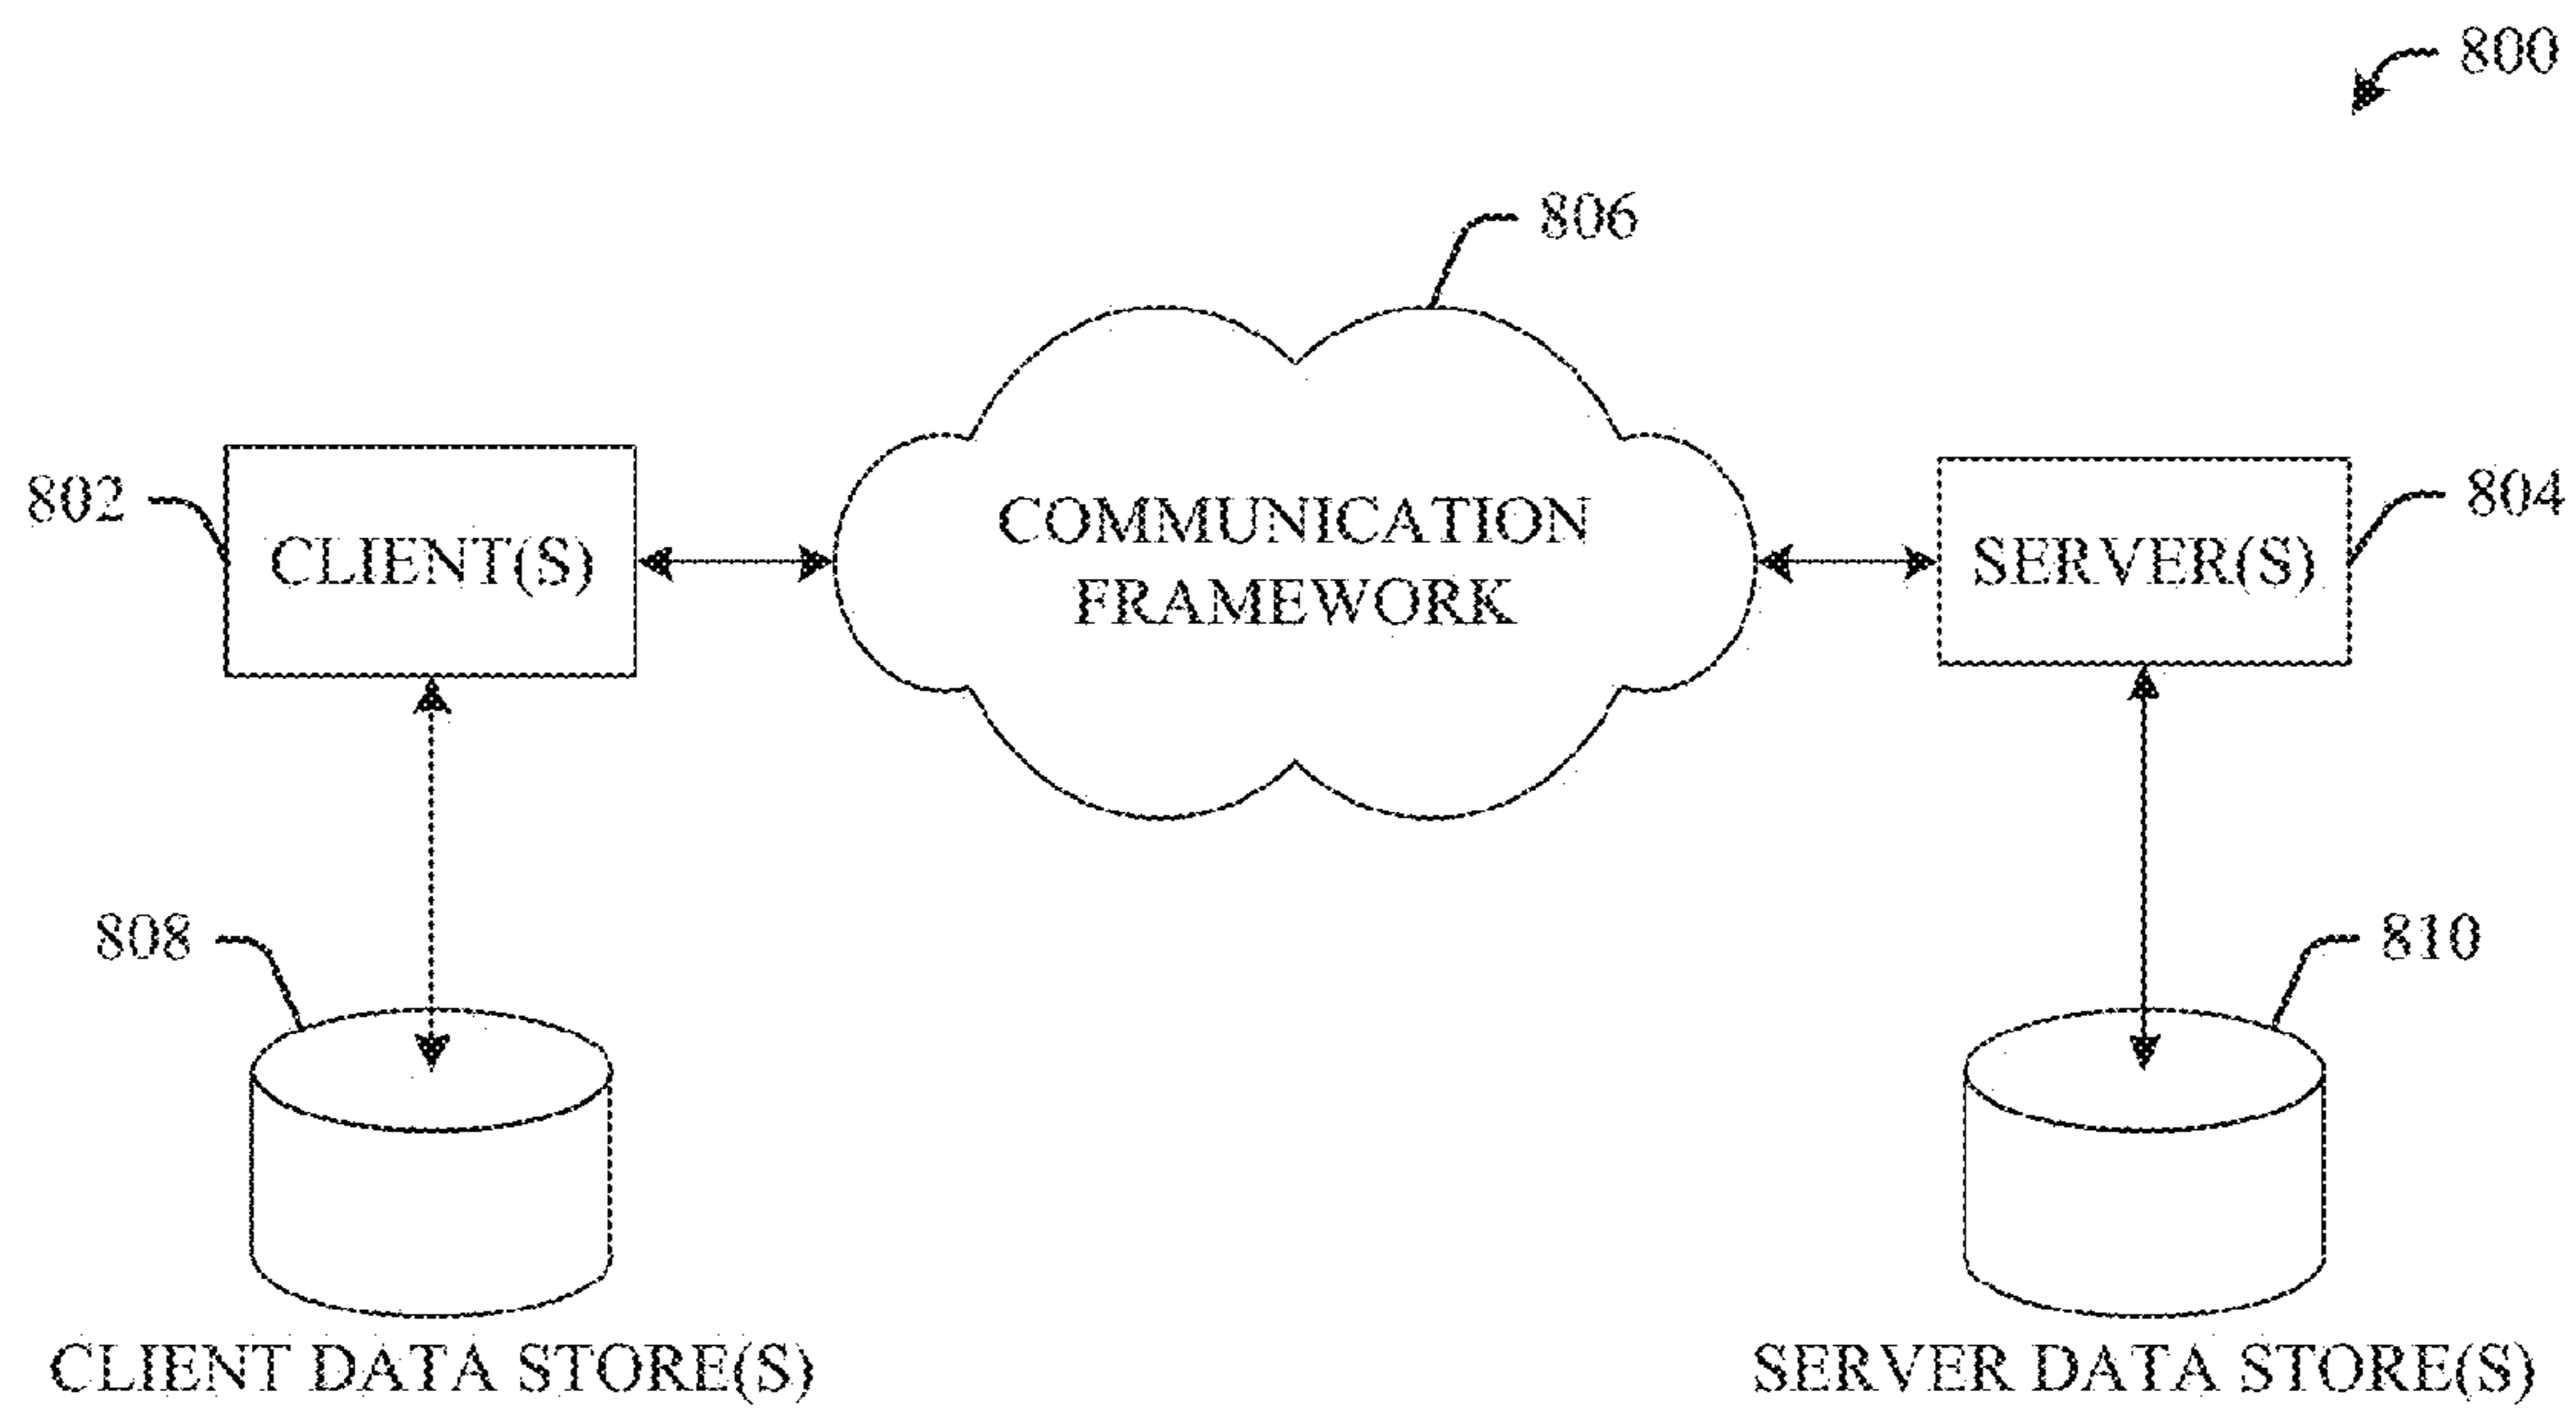 800
806
802
CLIENT(S)
COMMUNICATION
FRAMEWORK
SERVER(S)
804
808
810
CLIENT DATA STORE(S)
SERVER DATA STORE(S)